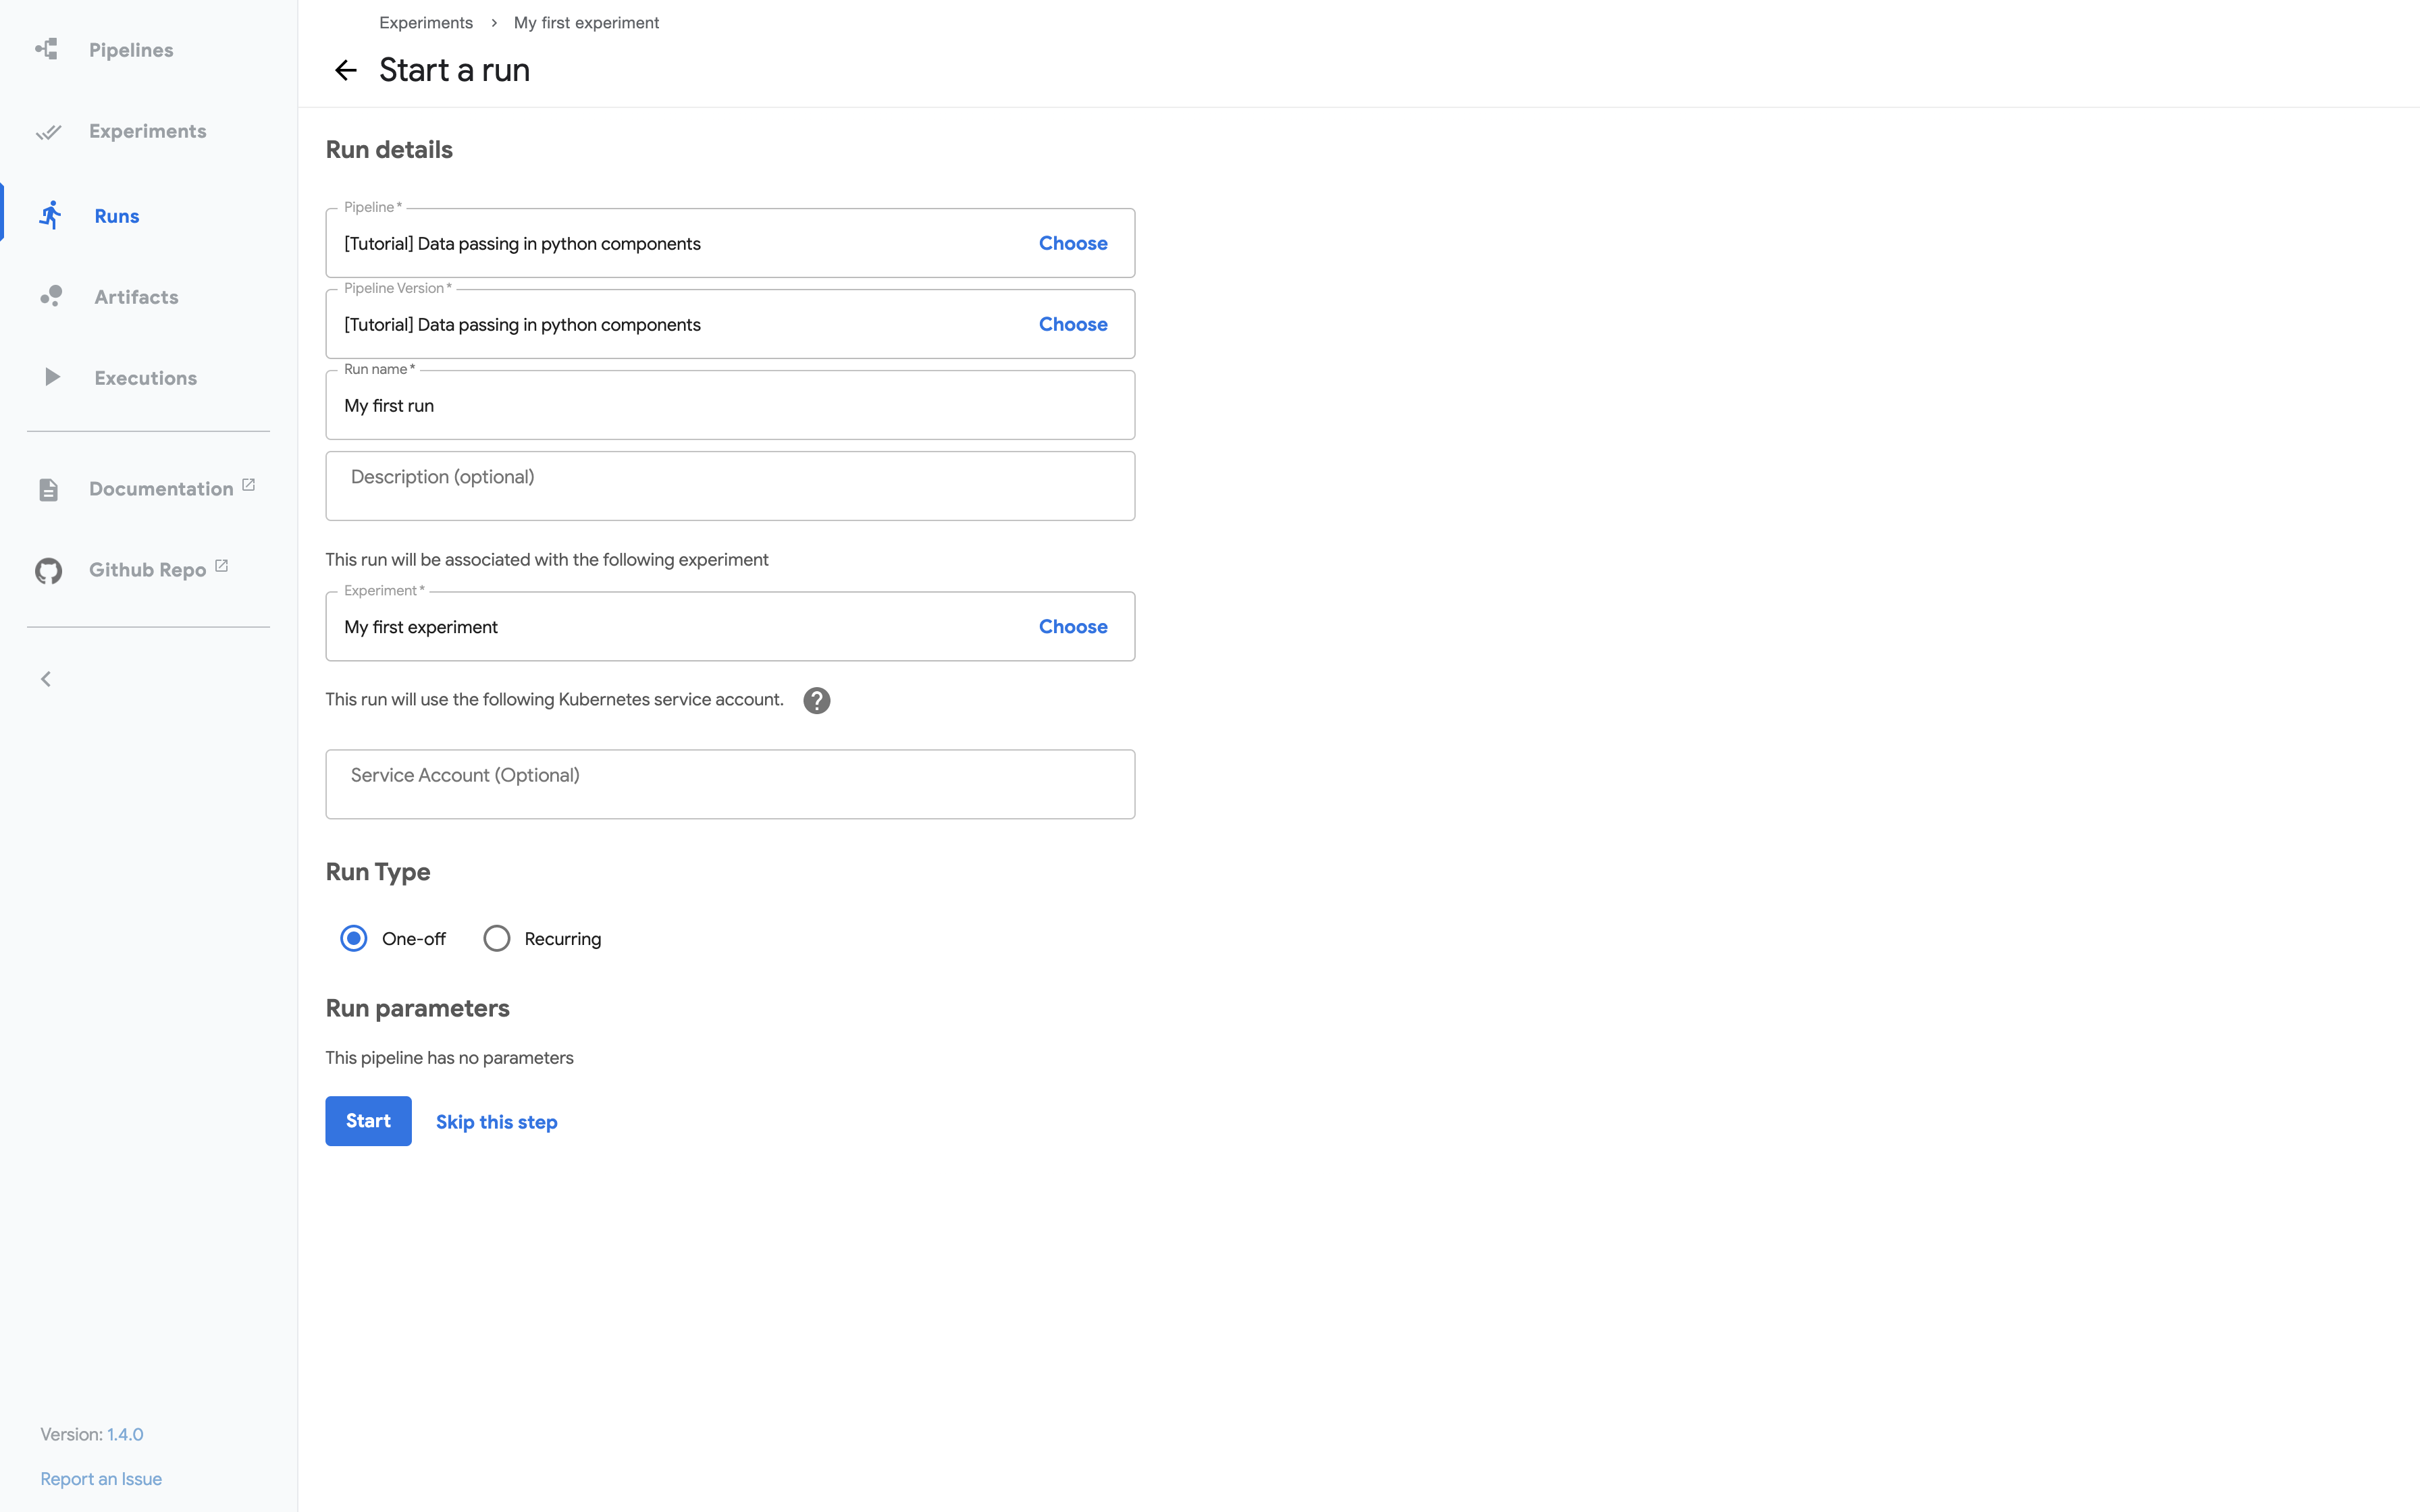 Pipelines
Experiments
Runs
Artifacts
Executions
Documentation
Github Repo
Version: 1.4.0
Report an Issue
Experiments > My first experiment
Start a run
Run details
Pipeline *
[Tutorial] Data passing in python components
Choose
Pipeline Version *
[Tutorial] Data passing in python components
Choose
Run name *
My first run
Description (optional)
This run will be associated with the following experiment
Experiment *
My first experiment
Choose
This run will use the following Kubernetes service account. ?
Service Account (Optional)
Run Type
One-off Recurring
Run parameters
This pipeline has no parameters
Start Skip this step